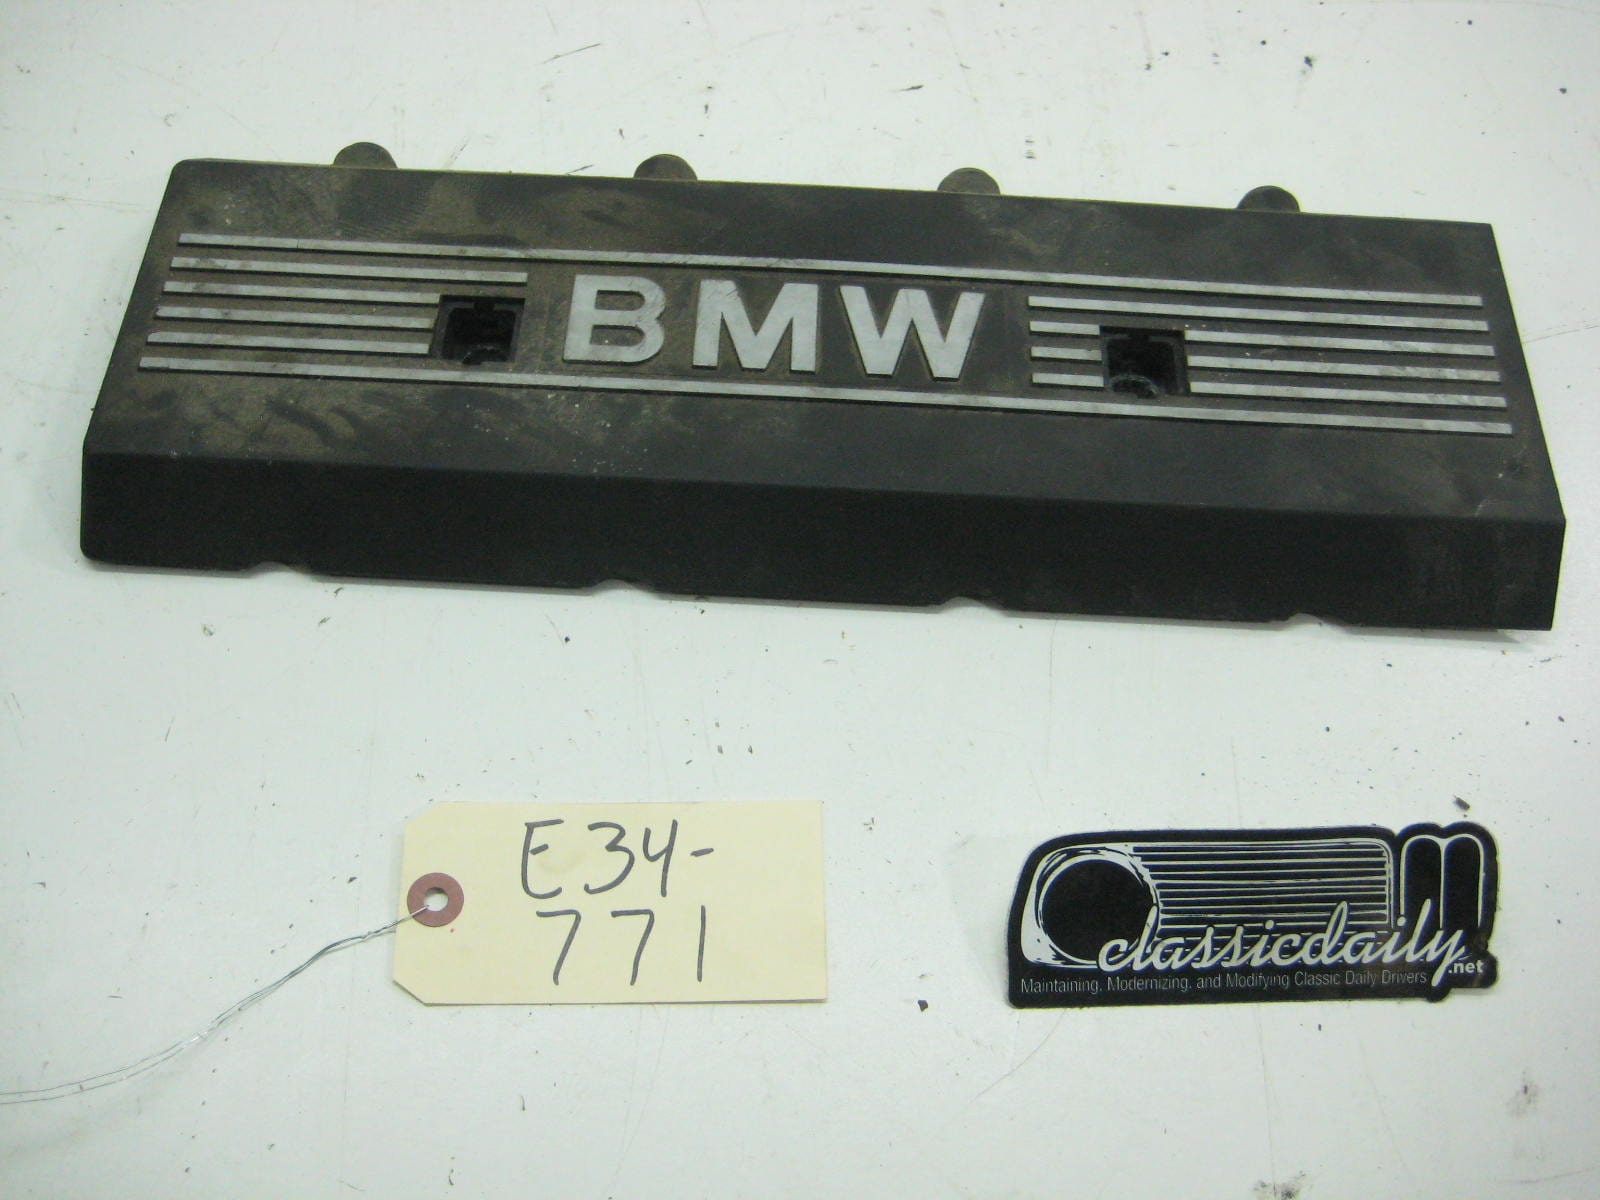 BMW
E34-
771
classicdaily.net
Maintaining, Modernizing, and Modifying Classic Daily Drivers